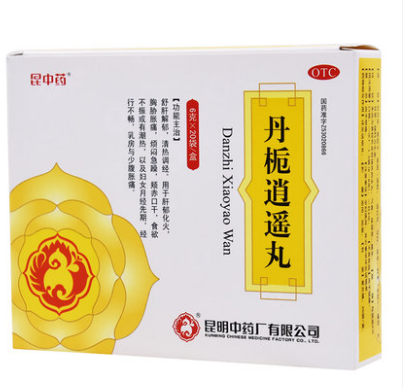 昆中药®
OTC
国药准字Z53020866
丹栀逍遥丸
Danzhi Xiaoyao Wan
6克×20袋/盒
【功能主治】
舒肝解郁，清热调经，用于肝郁化火，
胸胁胀痛，烦闷急躁，颊赤口干，食欲
不振或有潮热，以及妇女月经先期，经
行不畅，乳房与少腹胀痛。
昆明中药厂有限公司
KUNMING CHINESE MEDICINE FACTORY CO., LTD.